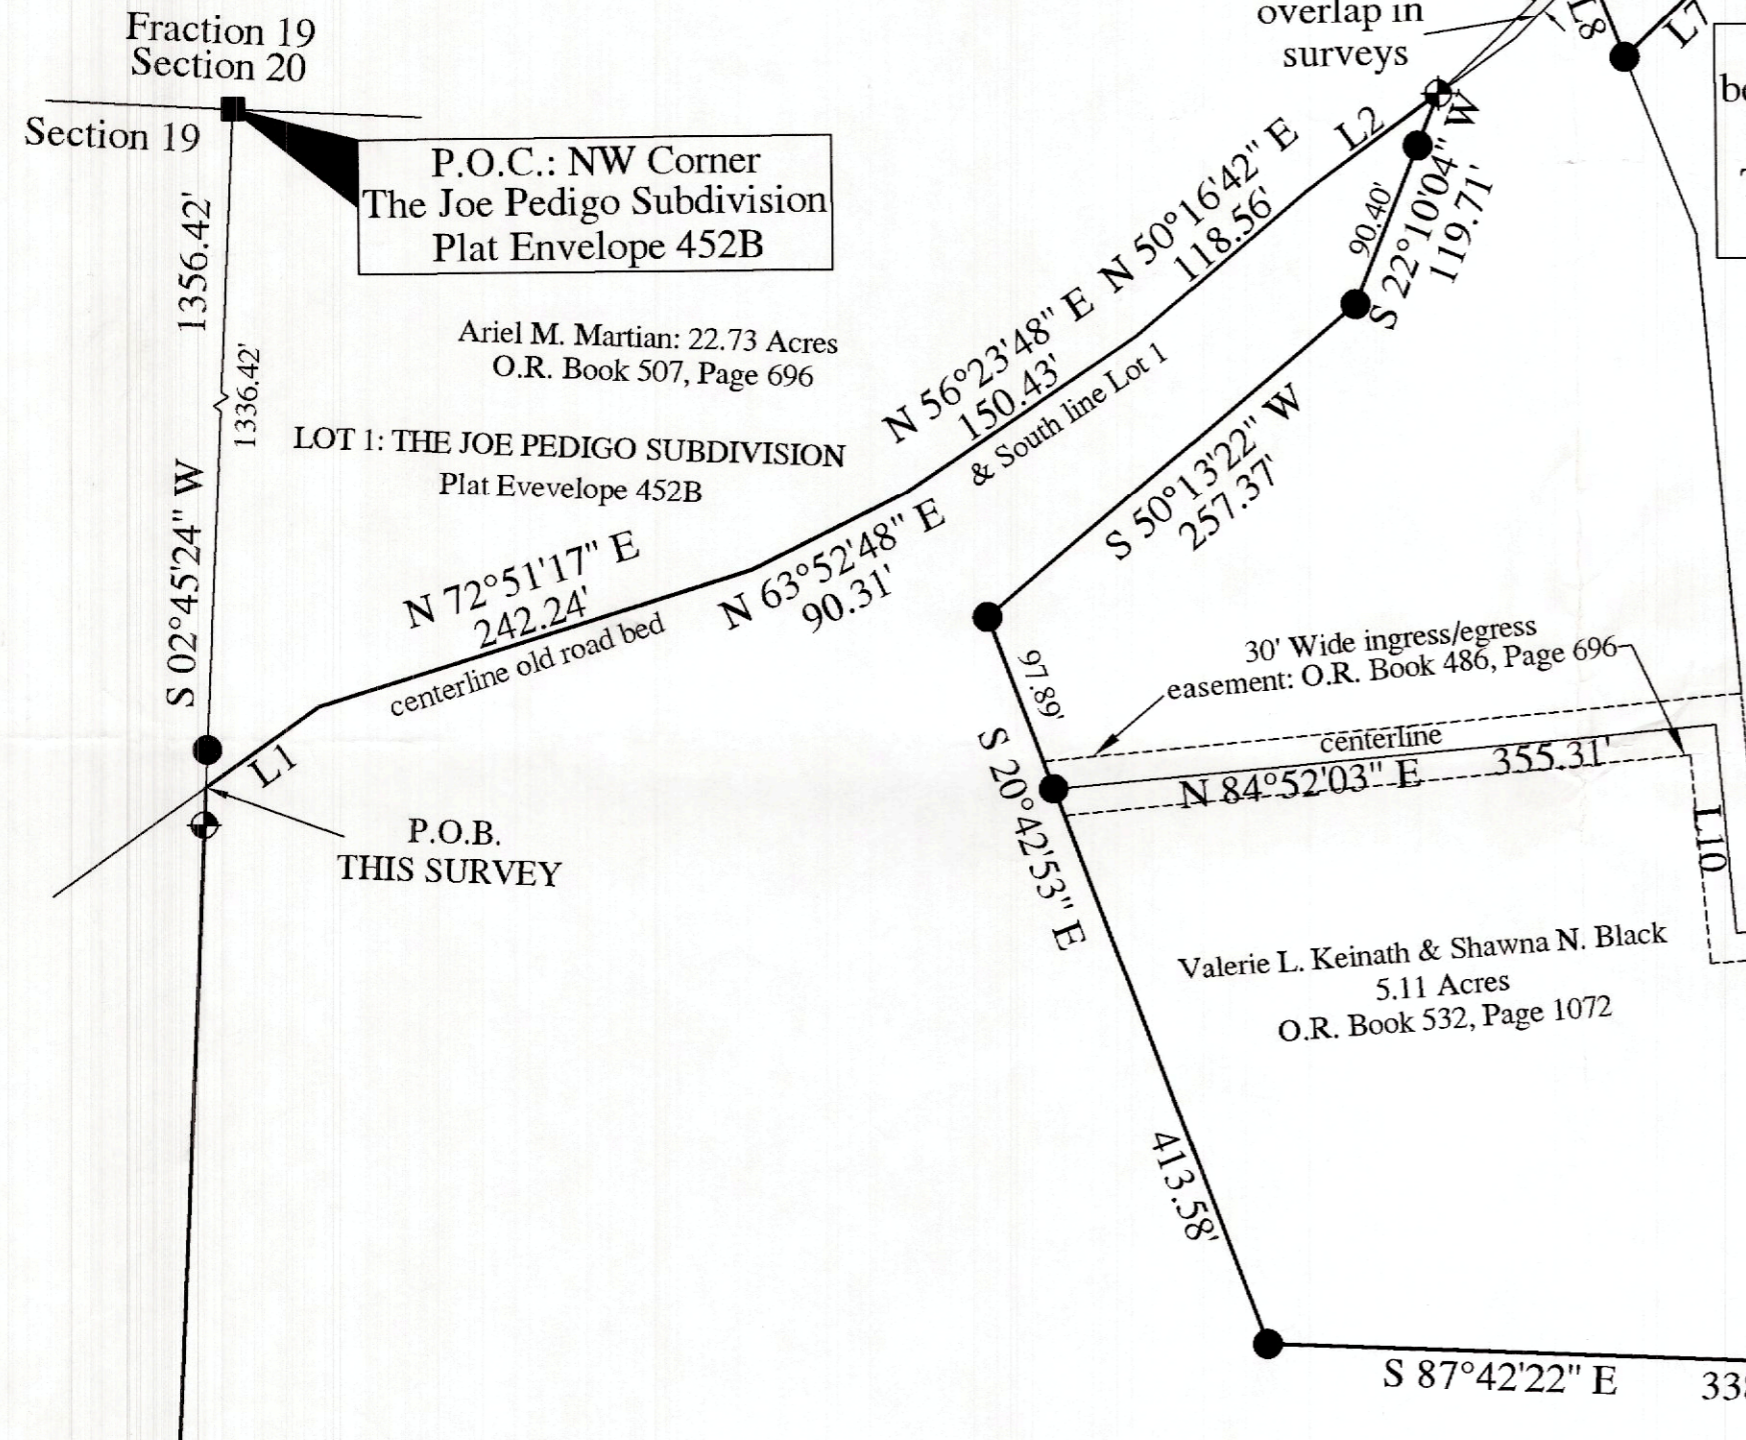 Fraction 19
Section 20
Section 19
P.O.C.: NW Corner
The Joe Pedigo Subdivision
Plat Envelope 452B
1356.42'
1336.42'
S 02°45'24" W
Ariel M. Martian: 22.73 Acres
O.R. Book 507, Page 696
LOT 1: THE JOE PEDIGO SUBDIVISION
Plat Evevelope 452B
overlap in
surveys
L8
L7
L2
N 50°16'42" E
118.56'
90.40'
S 22°10'04" W
119.71'
N 56°23'48" E
150.43'
& South line Lot 1
N 72°51'17" E
242.24'
centerline old road bed
N 63°52'48" E
90.31'
S 50°13'22" W
257.37'
L1
P.O.B.
THIS SURVEY
97.89'
S 20°42'53" E
30' Wide ingress/egress
easement: O.R. Book 486, Page 696
centerline
N 84°52'03" E
355.31'
L10
Valerie L. Keinath & Shawna N. Black
5.11 Acres
O.R. Book 532, Page 1072
413.58'
S 87°42'22" E